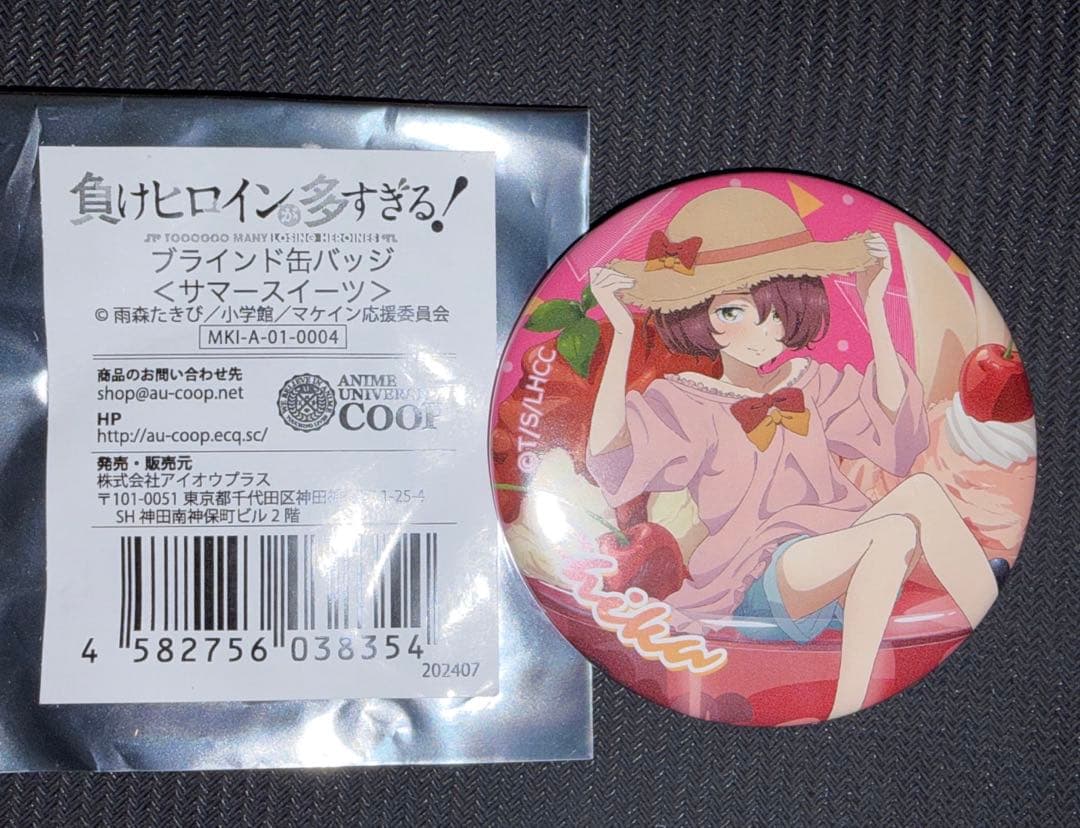 負けヒロインが多すぎる!
TOOOOOO MANY LOSING HEROINES
ブラインド缶バッジ
<サマースイーツ>
© 雨森たきび/小学館/マケイン応援委員会
MKI-A-01-0004
商品のお問い合わせ先
shop@au-coop.net
HP
http://au-coop.ecq.sc/
ANIME
COOP
発売・販売元
株式会社アイオウプラス
〒101-0051 東京都千代田区神田神 1-25-4
SH 神田南神保町ビル 2 階
4 582756 038354
202407
©T/S/LHCC
hika